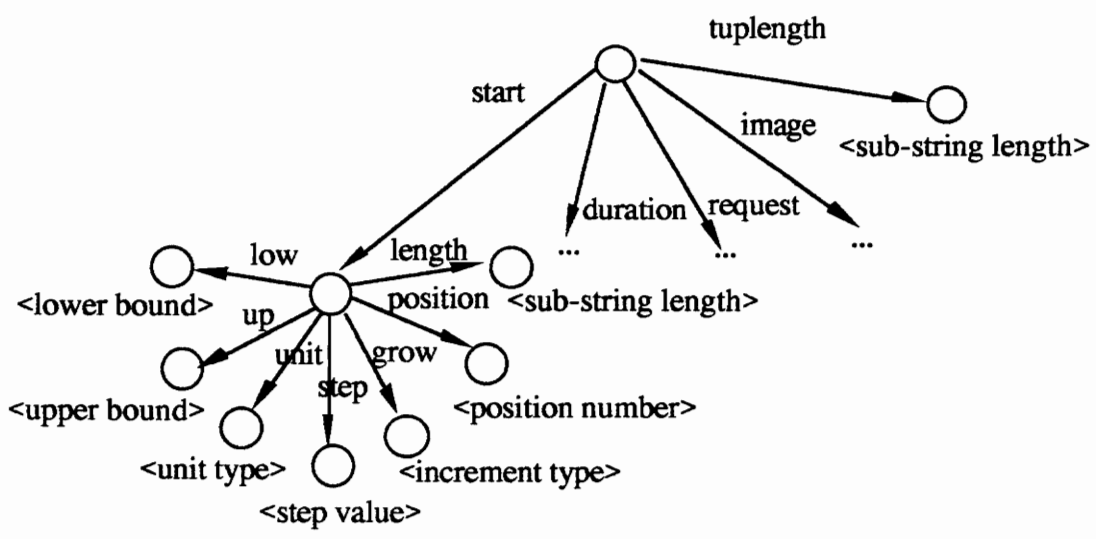 tuplength
start
image
<sub-string length>
duration
request
...
...
...
low
length
<lower bound>
position
<sub-string length>
up
unit
grow
step
<upper bound>
<position number>
<unit type>
<increment type>
<step value>